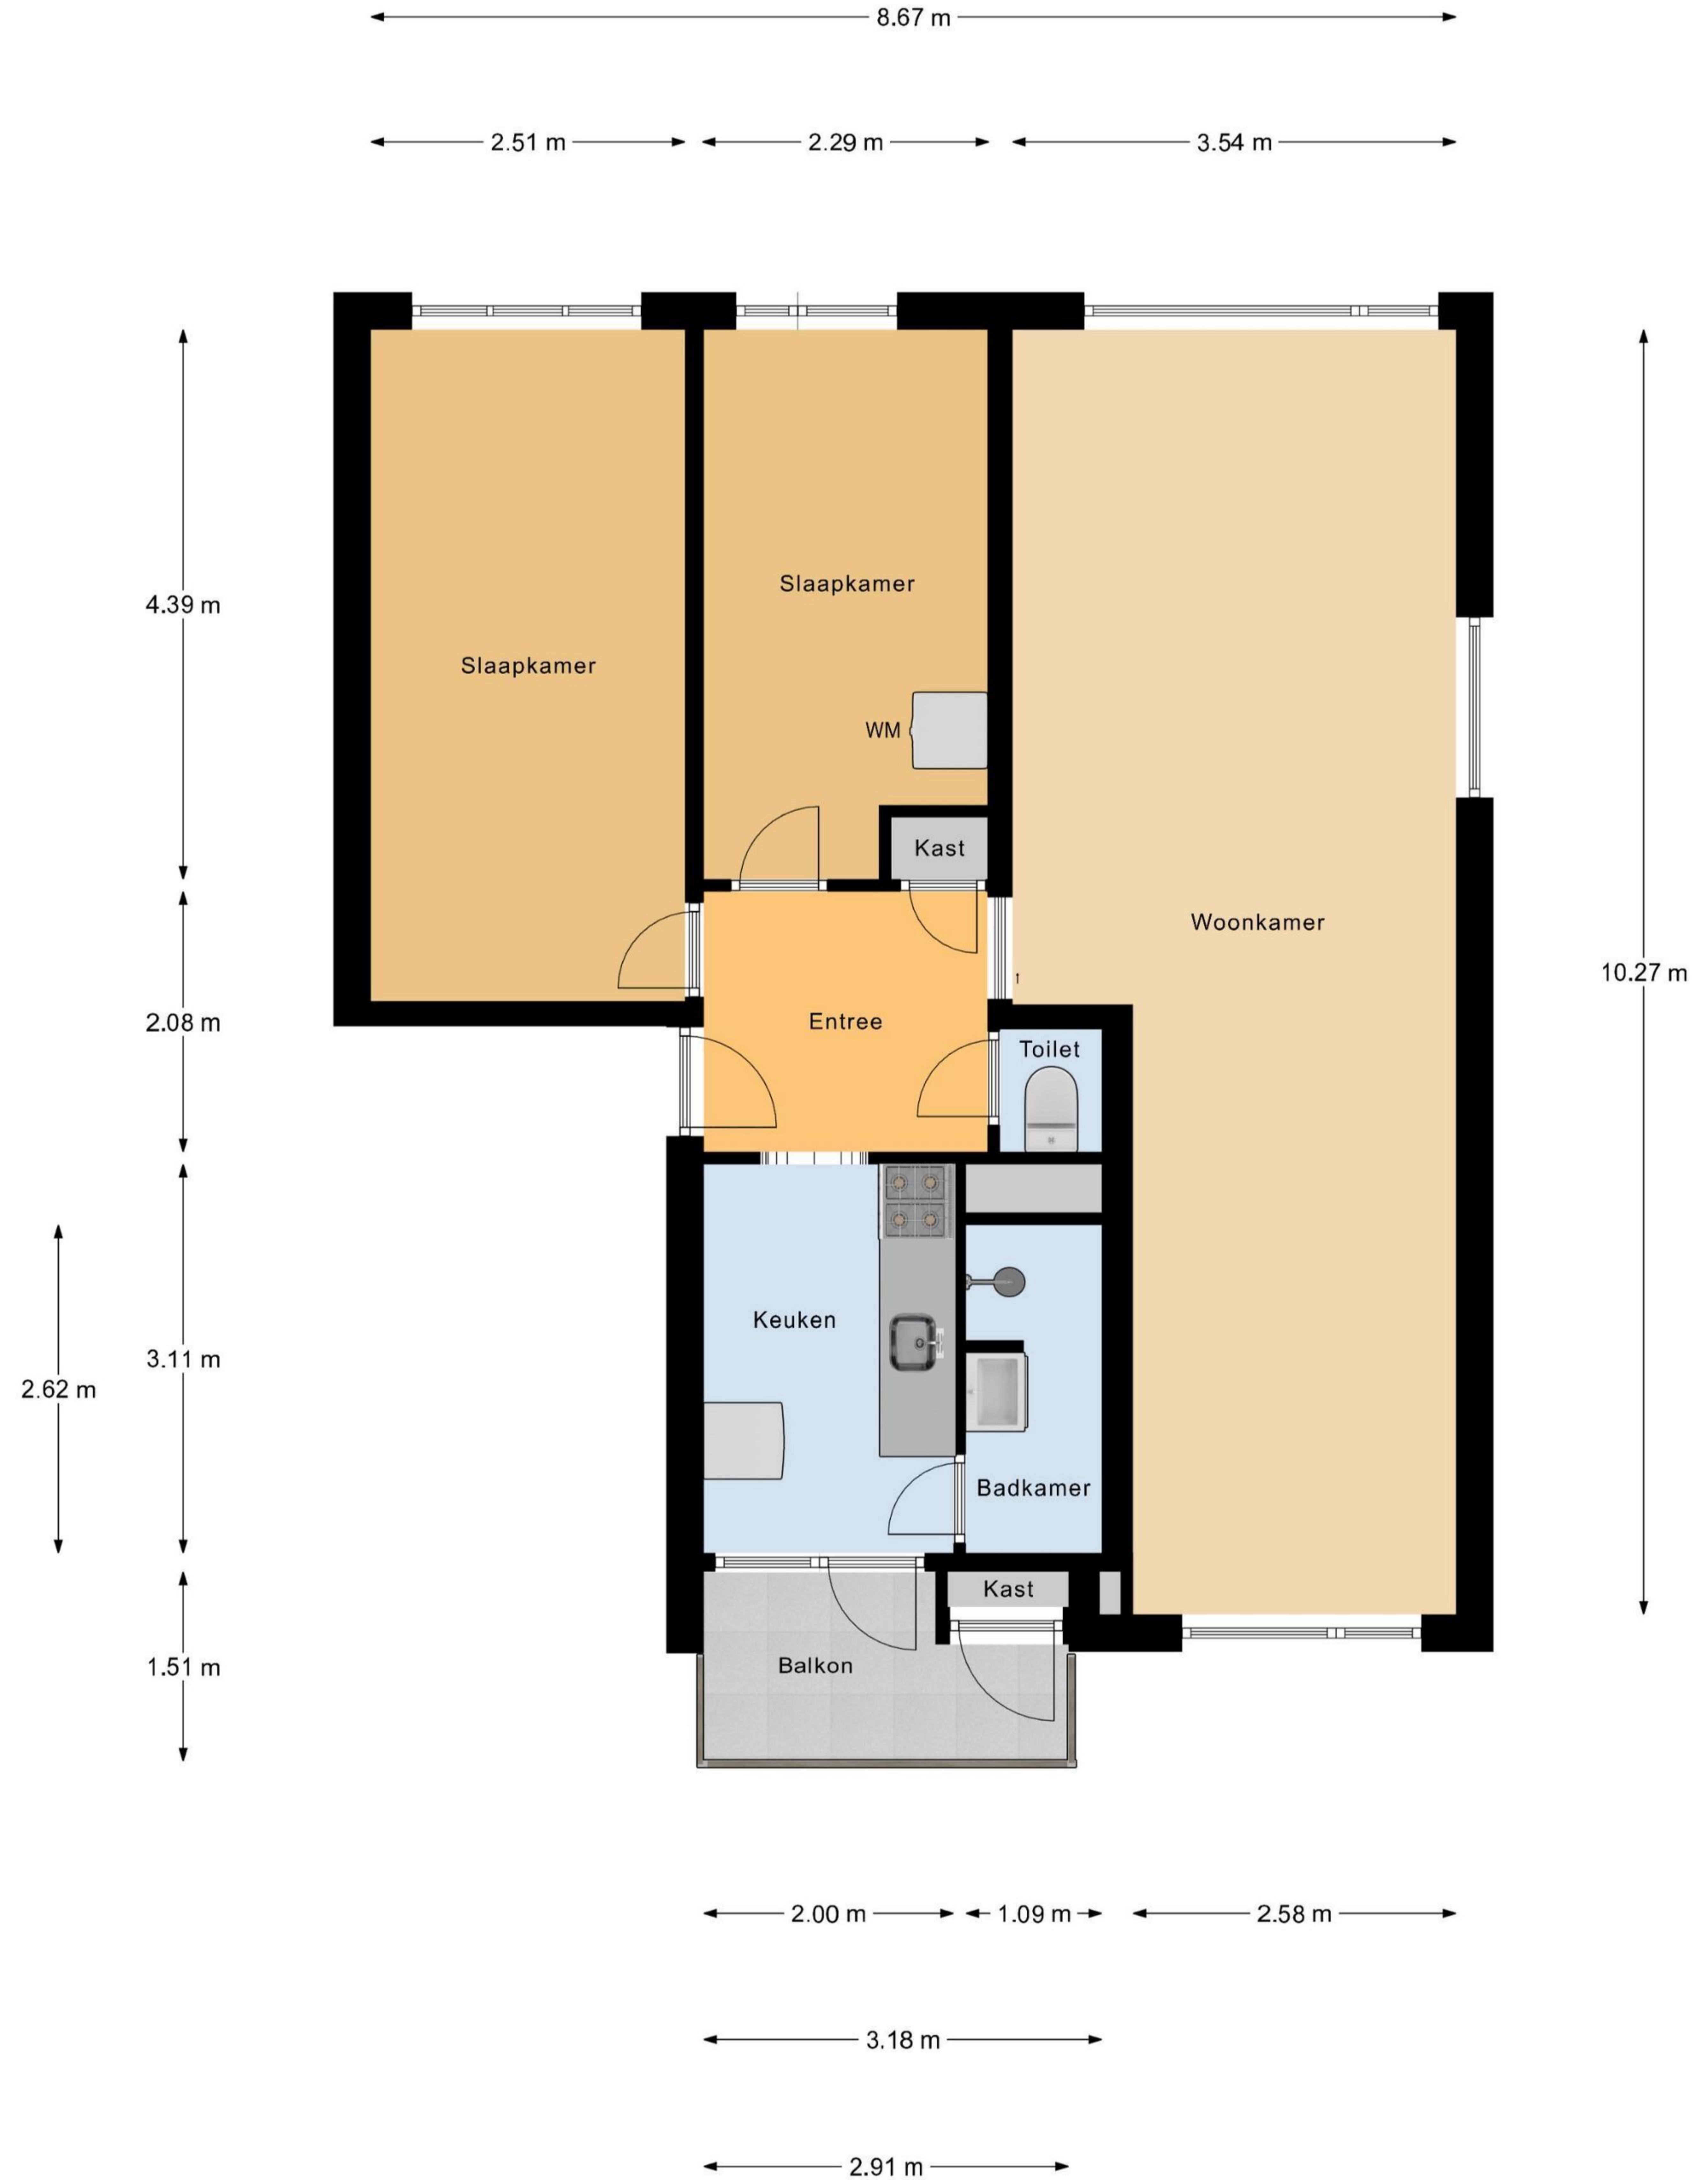 8.67 m
2.51 m
2.29 m
3.54 m
Slaapkamer
4.39 m
Slaapkamer
WM
Kast
Woonkamer
10.27 m
Entree
2.08 m
Toilet
Keuken
3.11 m
2.62 m
Badkamer
Kast
Balkon
1.51 m
2.00 m
1.09 m
2.58 m
3.18 m
2.91 m